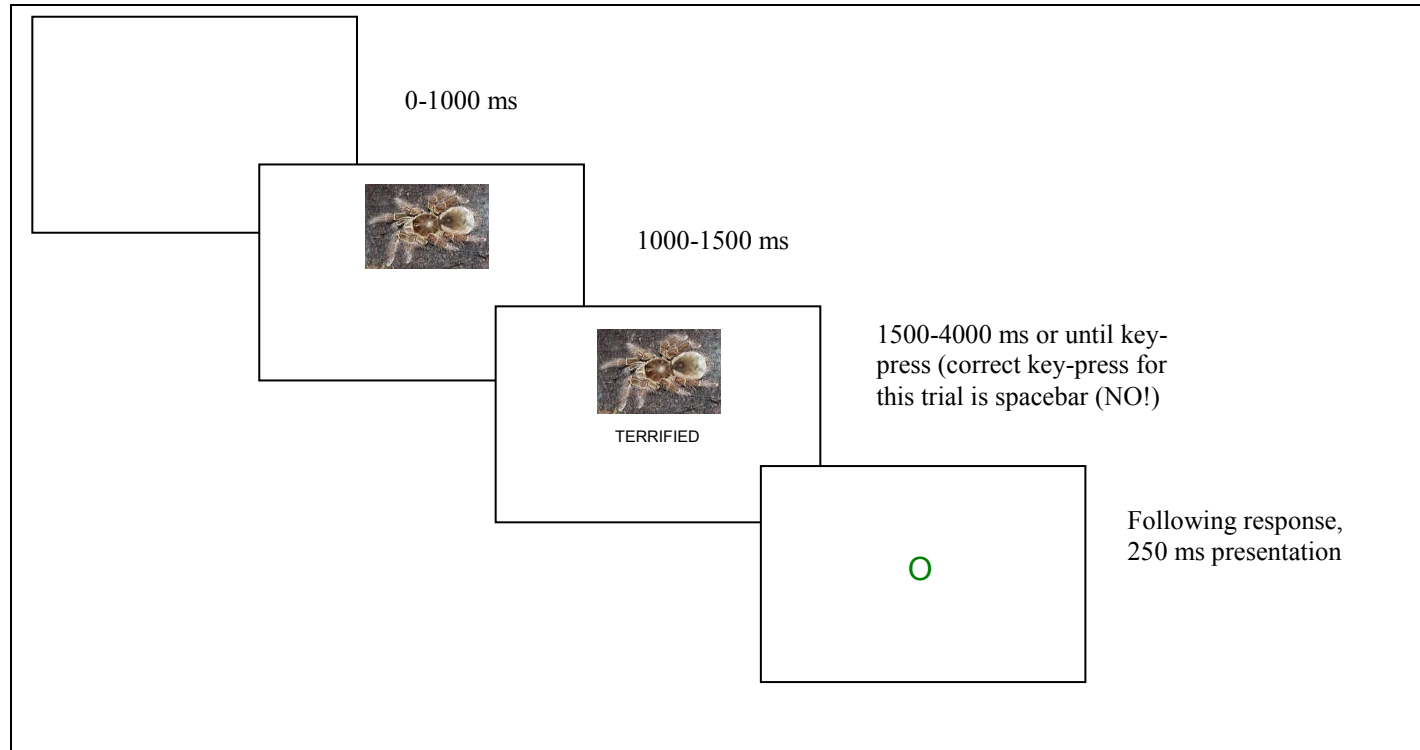 0-1000 ms
1000-1500 ms
1500-4000 ms or until key-
press (correct key-press for
this trial is spacebar (NO!)
TERRIFIED
Following response,
250 ms presentation
O